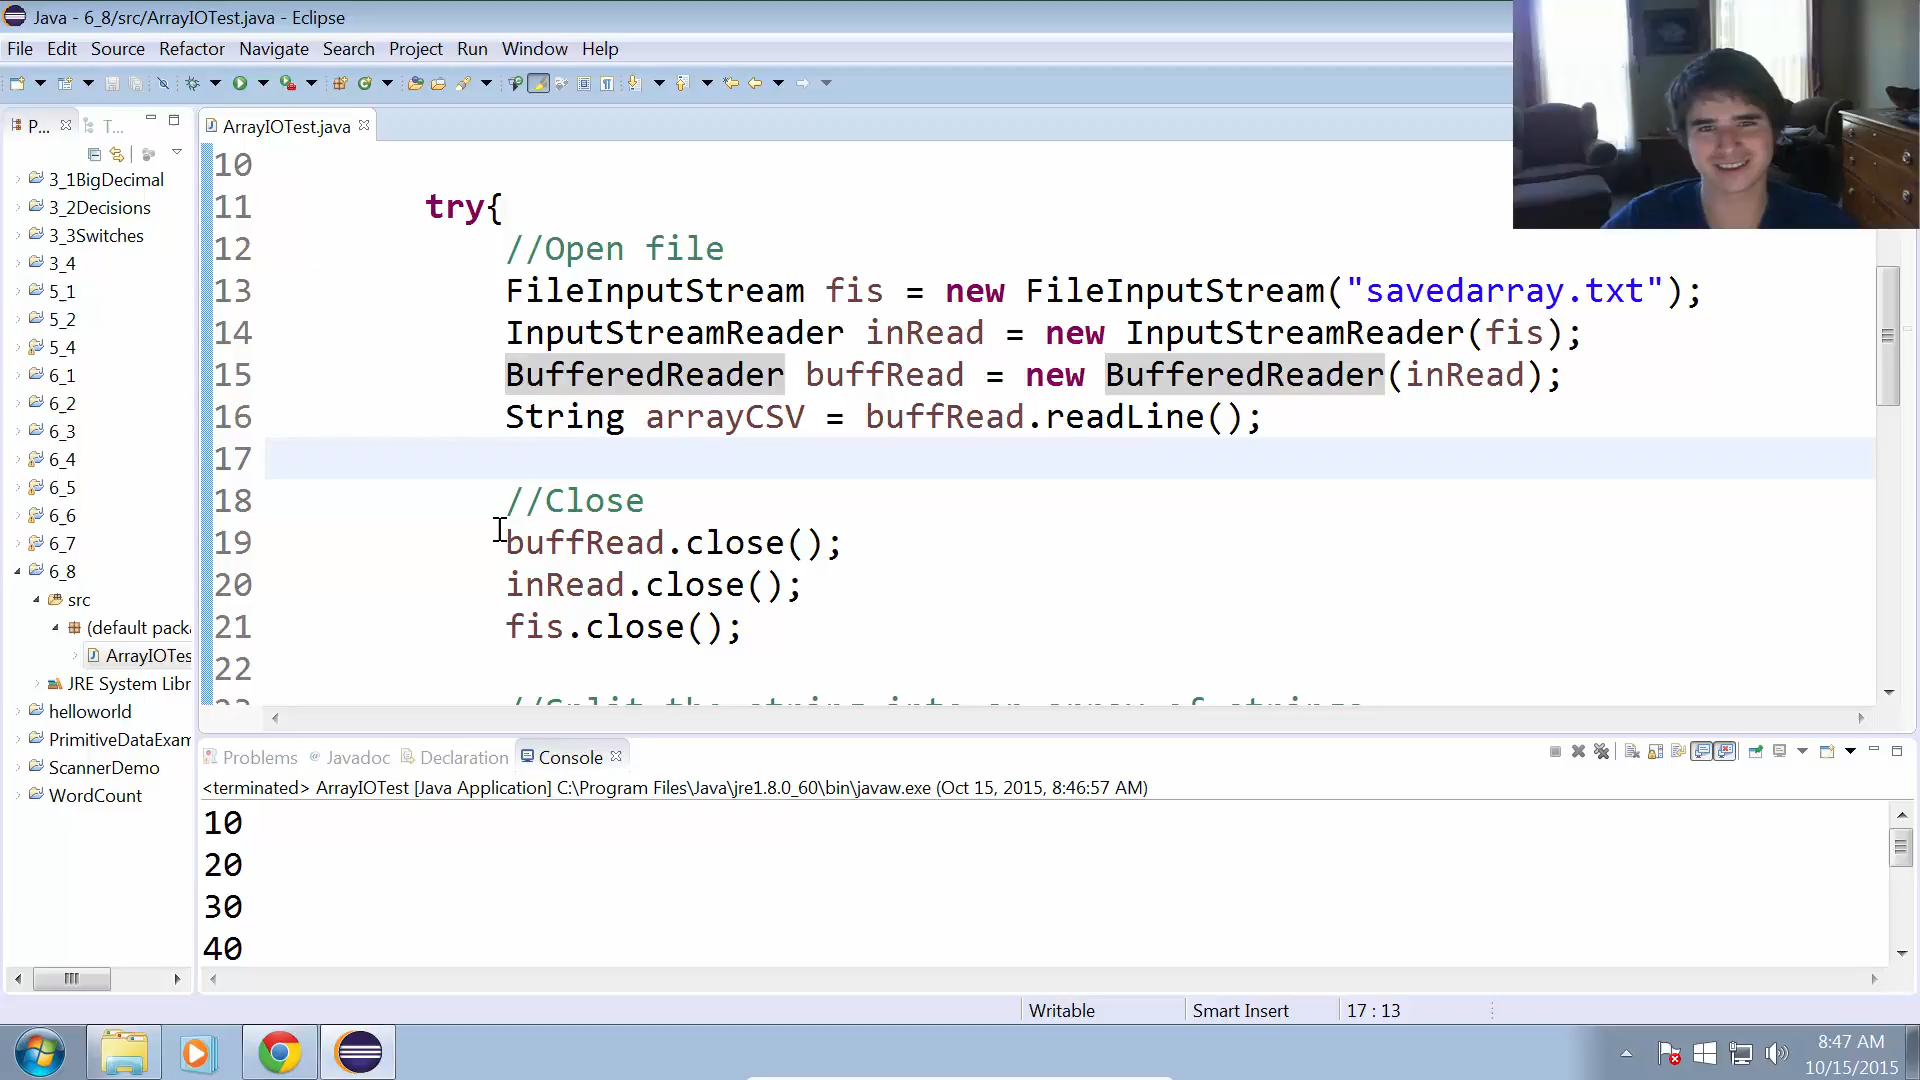 Java - 6_8/src/ArrayIOTest.java - Eclipse
File Edit Source Refactor Navigate Search Project Run Window Help
P... T...
ArrayIOTest.java
3_1BigDecimal
3_2Decisions
3_3Switches
3_4
5_1
5_2
5_4
6_1
6_2
6_3
6_4
6_5
6_6
6_7
6_8
src
(default packa
ArrayIOTes
JRE System Libr
helloworld
PrimitiveDataExam
ScannerDemo
WordCount
10
11 try{
12 //Open file
13 FileInputStream fis = new FileInputStream("savedarray.txt");
14 InputStreamReader inRead = new InputStreamReader(fis);
15 BufferedReader buffRead = new BufferedReader(inRead);
16 String arrayCSV = buffRead.readLine();
17
18 //Close
19 buffRead.close();
20 inRead.close();
21 fis.close();
22
23 //Split the string into an array of strings
Problems @ Javadoc Declaration Console
<terminated> ArrayIOTest [Java Application] C:\Program Files\Java\jre1.8.0_60\bin\javaw.exe (Oct 15, 2015, 8:46:57 AM)
10
20
30
40
Writable Smart Insert 17 : 13
8:47 AM
10/15/2015